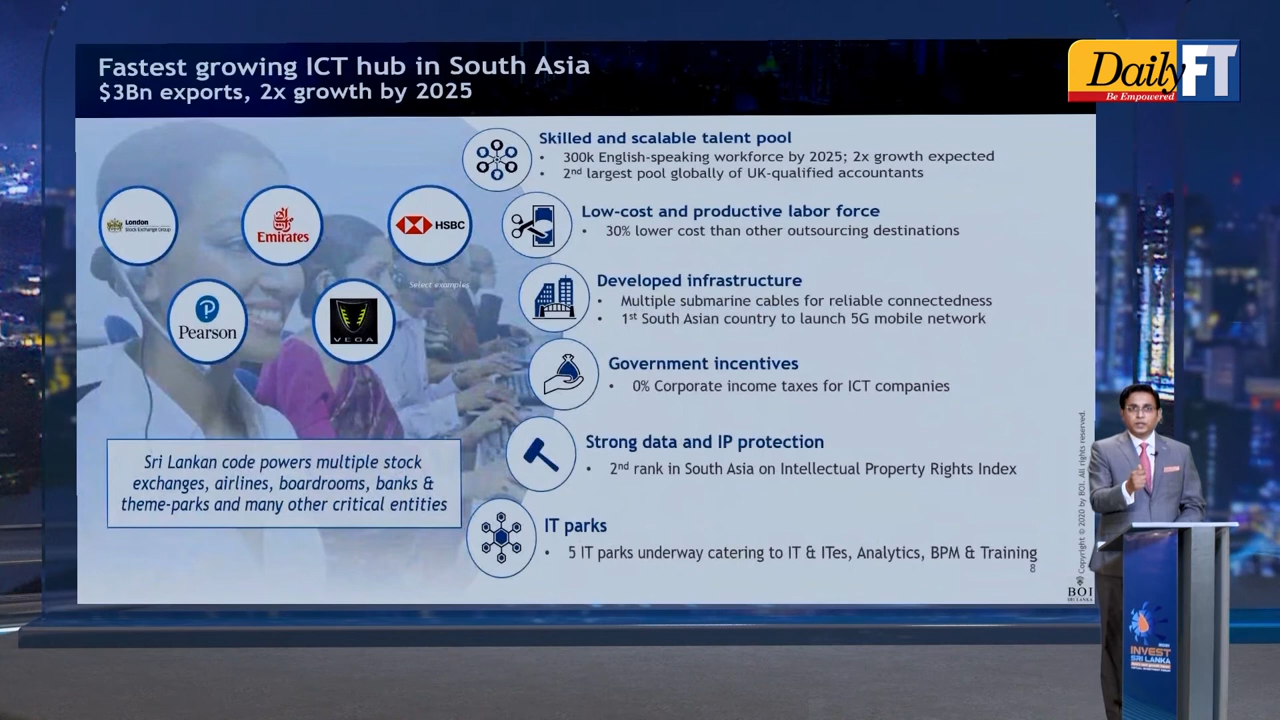 Fastest growing ICT hub in South Asia
$3Bn exports, 2x growth by 2025
Daily FT
Be Empowered
Skilled and scalable talent pool
• 300k English-speaking workforce by 2025; 2x growth expected
• 2nd largest pool globally of UK-qualified accountants
London
Stock Exchange Group
Emirates
HSBC
Low-cost and productive labor force
• 30% lower cost than other outsourcing destinations
Select examples
Pearson
VEGA
Developed infrastructure
• Multiple submarine cables for reliable connectedness
• 1st South Asian country to launch 5G mobile network
Government incentives
• 0% Corporate income taxes for ICT companies
Strong data and IP protection
• 2nd rank in South Asia on Intellectual Property Rights Index
Sri Lankan code powers multiple stock
exchanges, airlines, boardrooms, banks &
theme-parks and many other critical entities
IT parks
• 5 IT parks underway catering to IT & ITes, Analytics, BPM & Training
8
Copyright © 2020 by BOI. All rights reserved.
BOI
SRI LANKA
INVEST
SRI LANKA